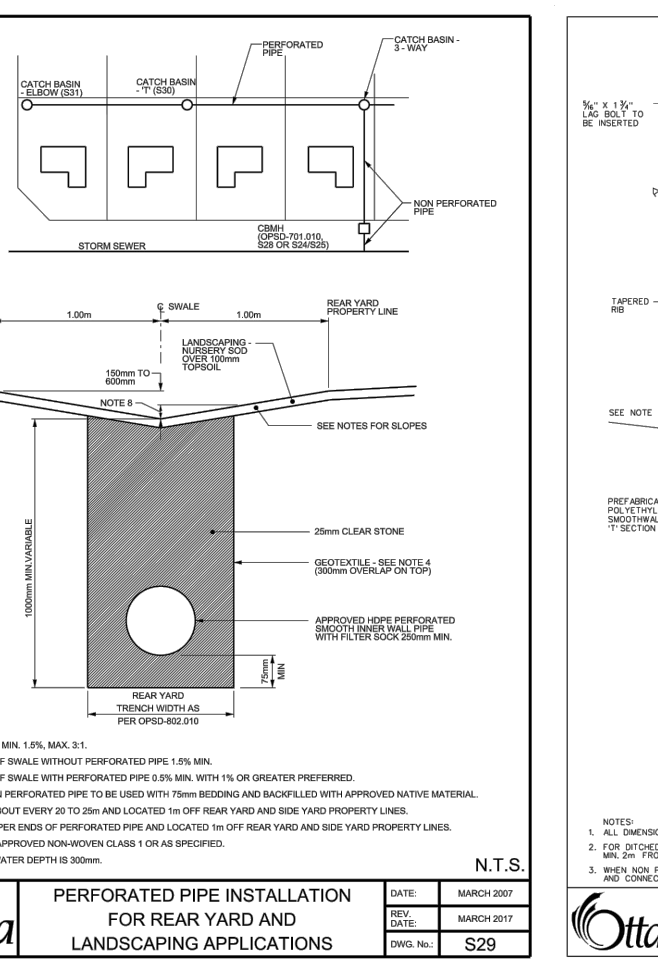 PERFORATED
PIPE
CATCH BASIN -
3 - WAY
CATCH BASIN
- ELBOW (S31)
CATCH BASIN
- 'T' (S30)
NON PERFORATED
PIPE
CBMH
(OPSD-701.010,
S28 OR S24/S25)
STORM SEWER
1.00m
℄ SWALE
1.00m
REAR YARD
PROPERTY LINE
LANDSCAPING -
NURSERY SOD
OVER 100mm
TOPSOIL
150mm TO
600mm
NOTE 8
SEE NOTES FOR SLOPES
1000mm MIN.VARIABLE
25mm CLEAR STONE
GEOTEXTILE - SEE NOTE 4
(300mm OVERLAP ON TOP)
APPROVED HDPE PERFORATED
SMOOTH INNER WALL PIPE
WITH FILTER SOCK 250mm MIN.
75mm
MIN
REAR YARD
TRENCH WIDTH AS
PER OPSD-802.010
MIN. 1.5%, MAX. 3:1.
F SWALE WITHOUT PERFORATED PIPE 1.5% MIN.
F SWALE WITH PERFORATED PIPE 0.5% MIN. WITH 1% OR GREATER PREFERRED.
N PERFORATED PIPE TO BE USED WITH 75mm BEDDING AND BACKFILLED WITH APPROVED NATIVE MATERIAL.
BOUT EVERY 20 TO 25m AND LOCATED 1m OFF REAR YARD AND SIDE YARD PROPERTY LINES.
PER ENDS OF PERFORATED PIPE AND LOCATED 1m OFF REAR YARD AND SIDE YARD PROPERTY LINES.
APPROVED NON-WOVEN CLASS 1 OR AS SPECIFIED.
ATER DEPTH IS 300mm.
N.T.S.
a
PERFORATED PIPE INSTALLATION
FOR REAR YARD AND
LANDSCAPING APPLICATIONS
DATE: MARCH 2007
REV.
DATE: MARCH 2017
DWG. No.: S29
5/16" X 1 3/4"
LAG BOLT TO
BE INSERTED
TAPERED
RIB
SEE NOTE
PREFABRICA
POLYETHYL
SMOOTHWAL
'T' SECTION
NOTES:
1. ALL DIMENSIO
2. FOR DITCHED
MIN. 2m FRO
3. WHEN NON P
AND CONNEC
Otta